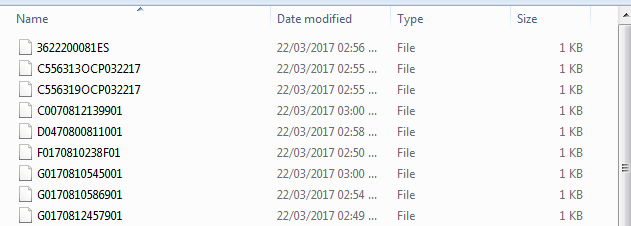 Name Date modified Type Size
3622200081ES 22/03/2017 02:56 ... File 1 KB
C556313OCP032217 22/03/2017 02:55 ... File 1 KB
C556319OCP032217 22/03/2017 02:55 ... File 1 KB
C0070812139901 22/03/2017 03:00 ... File 1 KB
D0470800811001 22/03/2017 02:58 ... File 1 KB
F0170810238F01 22/03/2017 02:50 ... File 1 KB
G0170810545001 22/03/2017 03:00 ... File 1 KB
G0170810586901 22/03/2017 02:54 ... File 1 KB
G0170812457901 22/03/2017 02:49 ... File 1 KB